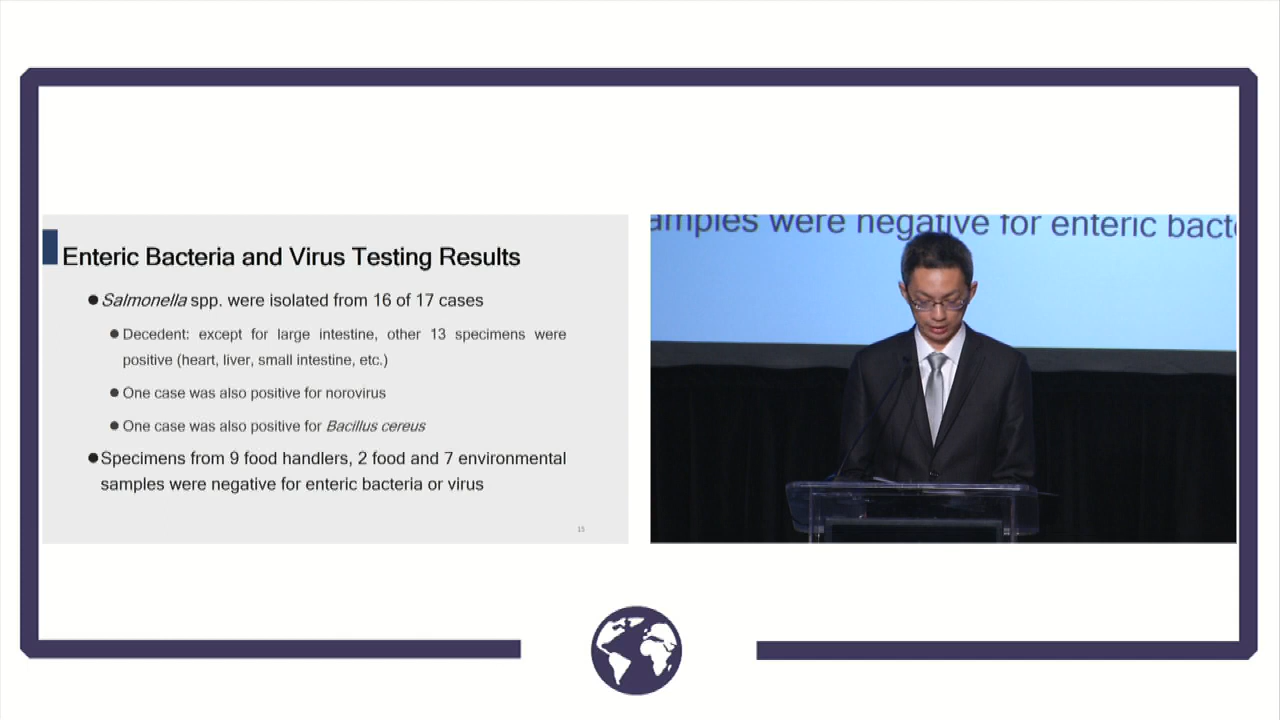 Enteric Bacteria and Virus Testing Results
● Salmonella spp. were isolated from 16 of 17 cases
● Decedent: except for large intestine, other 13 specimens were
positive (heart, liver, small intestine, etc.)
● One case was also positive for norovirus
● One case was also positive for Bacillus cereus
● Specimens from 9 food handlers, 2 food and 7 environmental
samples were negative for enteric bacteria or virus
15
amples were negative for enteric bacte